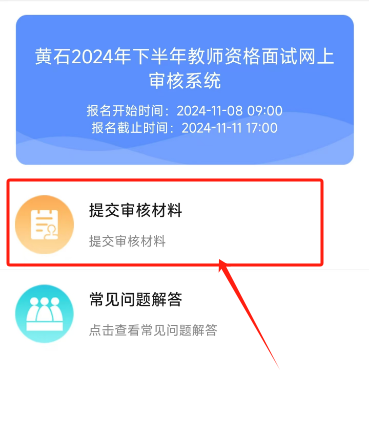 黄石2024年下半年教师资格面试网上
审核系统
报名开始时间：2024-11-08 09:00
报名截止时间：2024-11-11 17:00
提交审核材料
提交审核材料
常见问题解答
点击查看常见问题解答